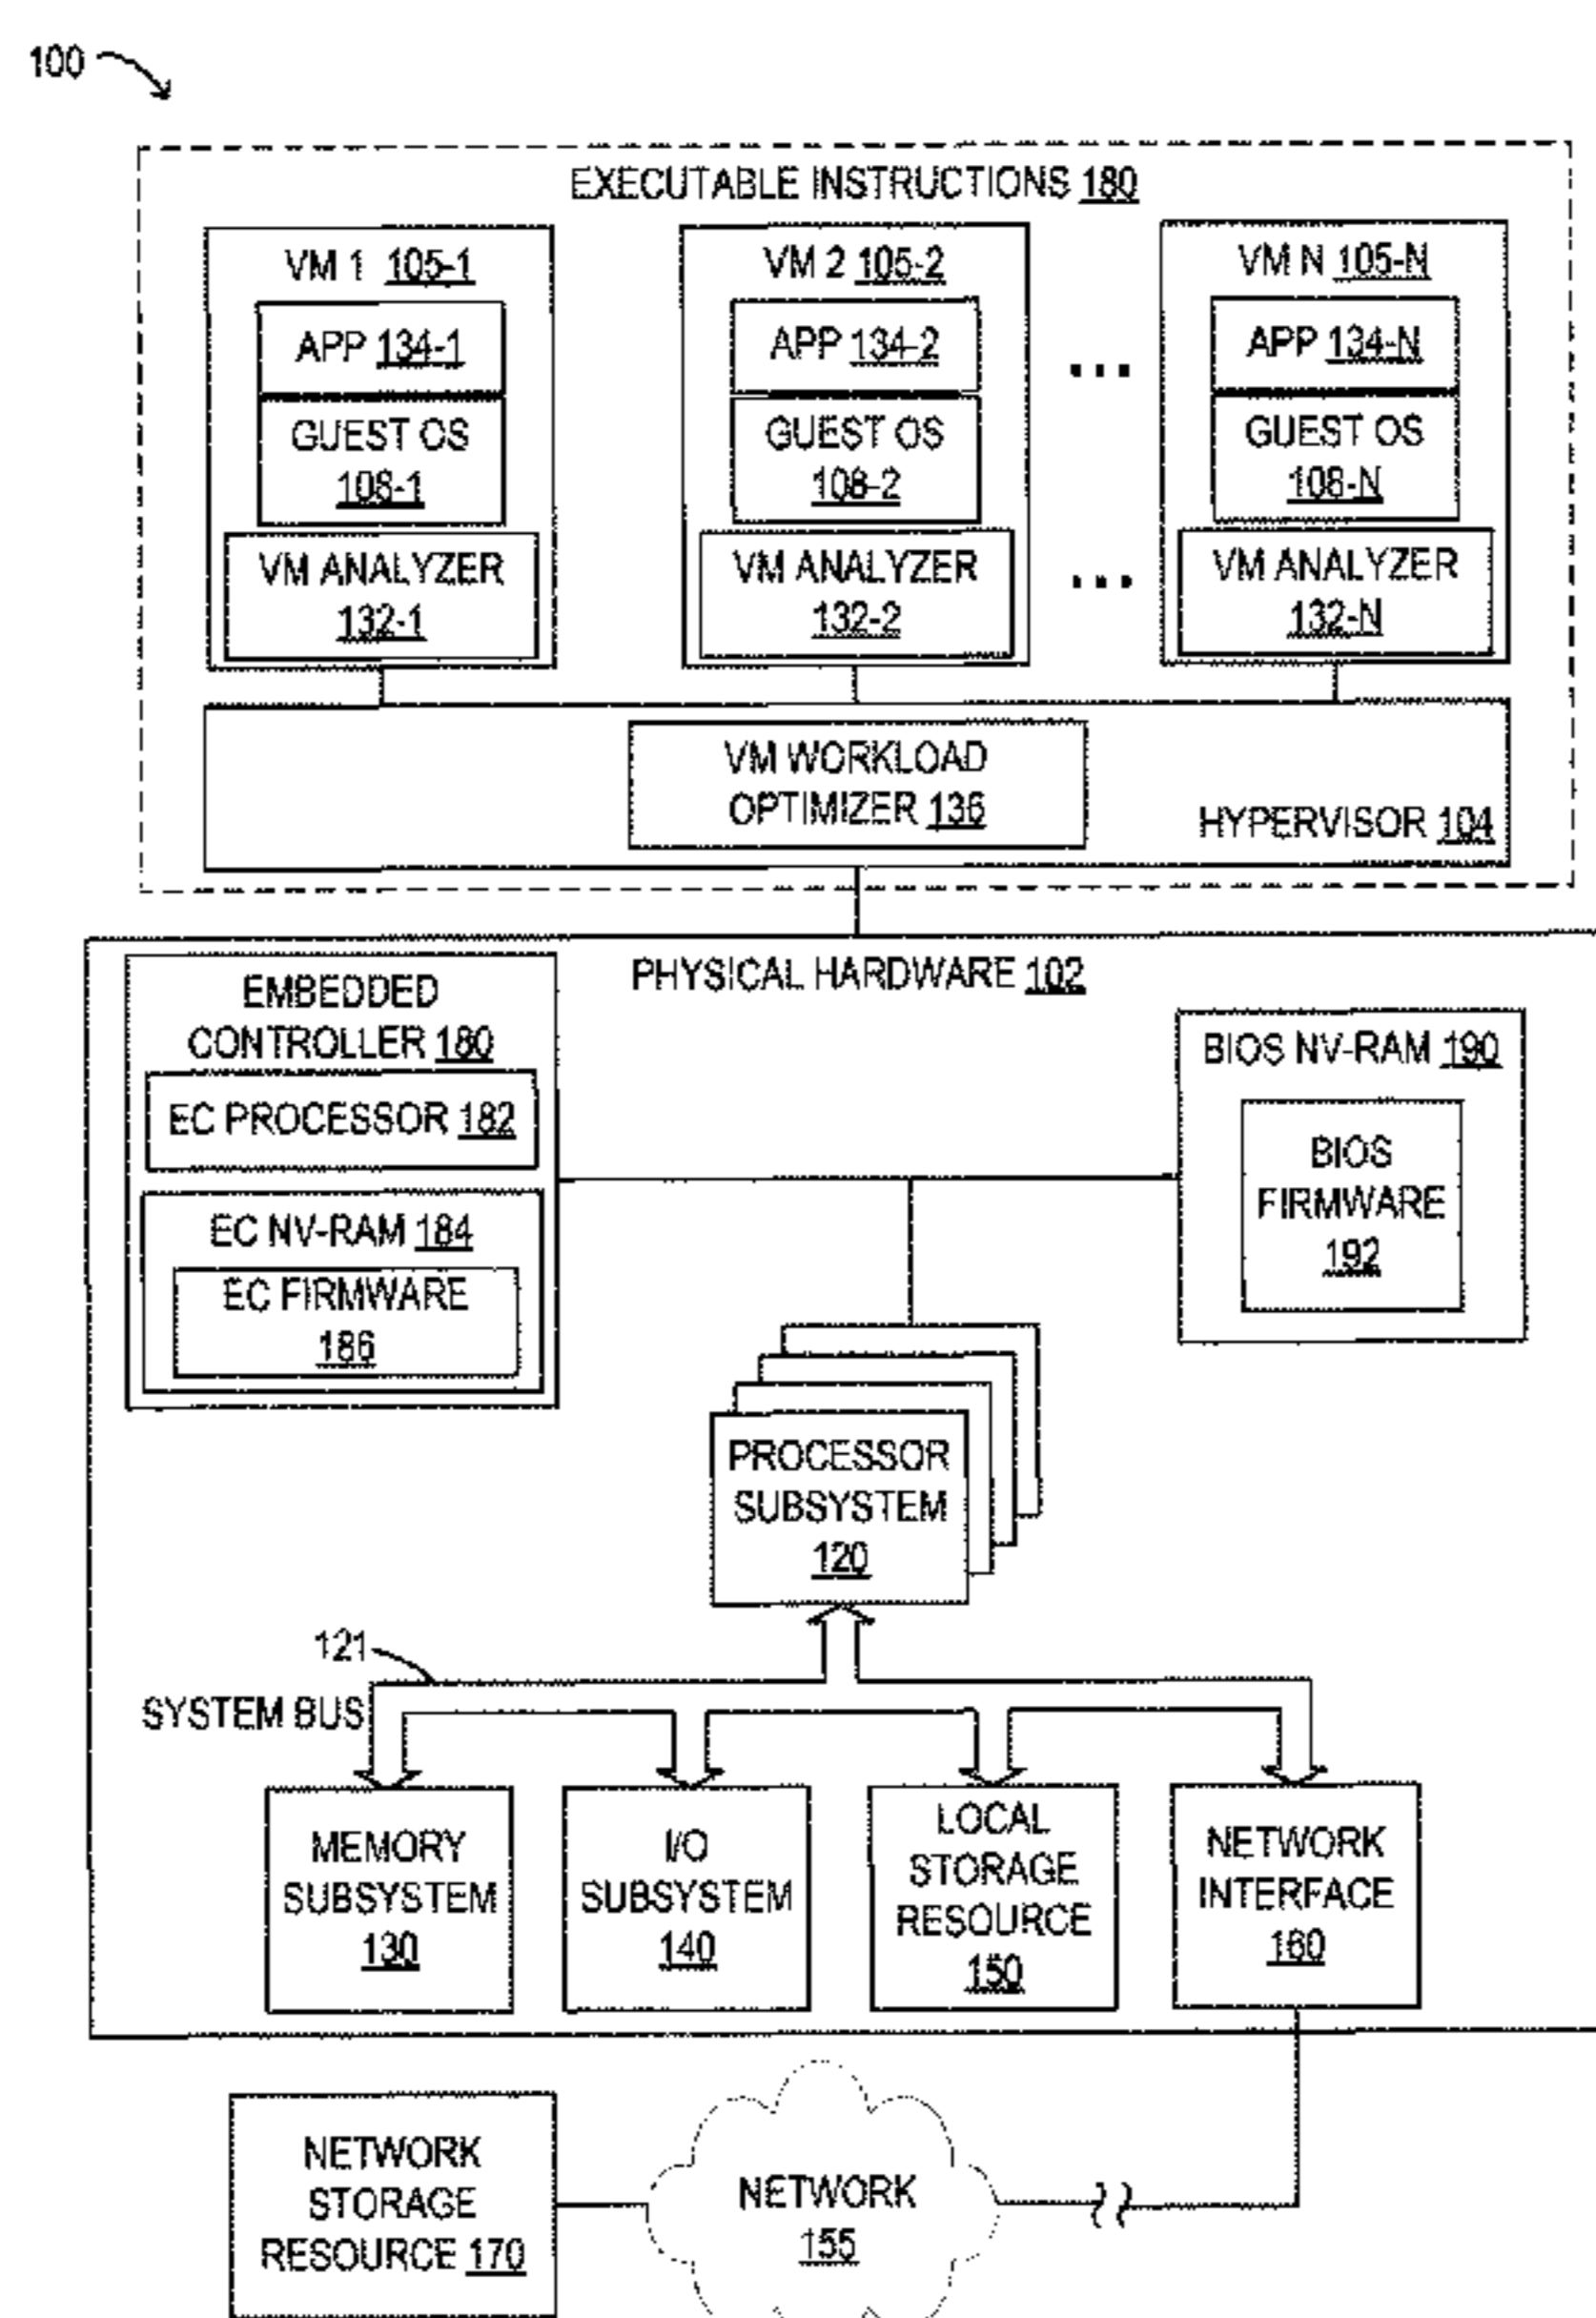 100
EXECUTABLE INSTRUCTIONS 180
VM 1 105-1
APP 134-1
GUEST OS
108-1
VM ANALYZER
132-1
VM 2 105-2
APP 134-2
GUEST OS
108-2
VM ANALYZER
132-2
...
...
VM N 105-N
APP 134-N
GUEST OS
108-N
VM ANALYZER
132-N
VM WORKLOAD
OPTIMIZER 136
HYPERVISOR 104
PHYSICAL HARDWARE 102
EMBEDDED
CONTROLLER 180
EC PROCESSOR 182
EC NV-RAM 184
EC FIRMWARE
186
BIOS NV-RAM 190
BIOS
FIRMWARE
192
PROCESSOR
SUBSYSTEM
120
121
SYSTEM BUS
MEMORY
SUBSYSTEM
130
I/O
SUBSYSTEM
140
LOCAL
STORAGE
RESOURCE
150
NETWORK
INTERFACE
160
NETWORK
STORAGE
RESOURCE 170
NETWORK
155